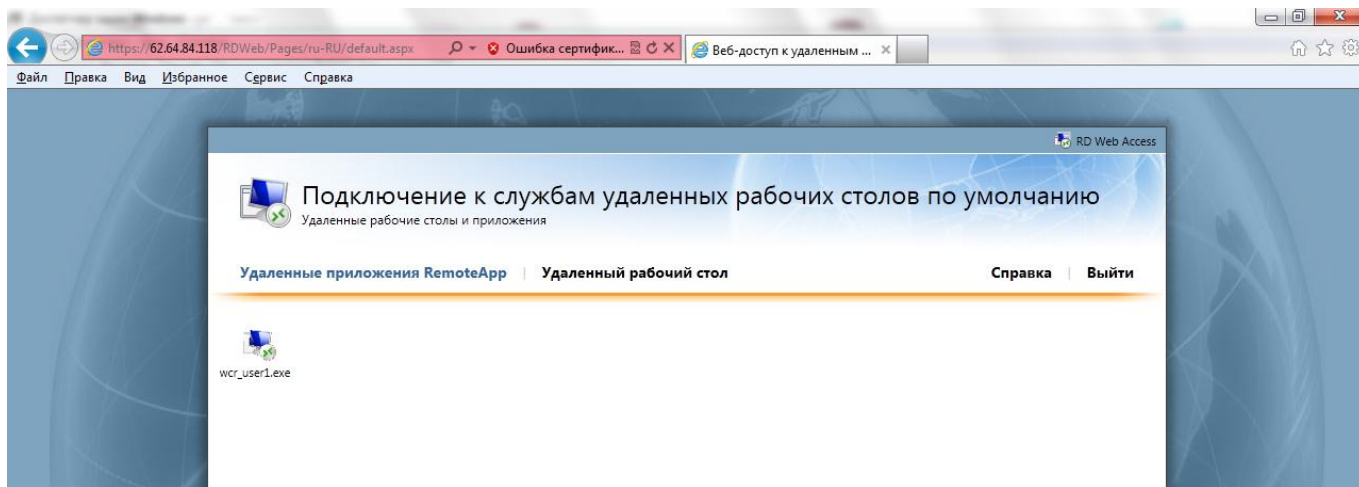 https://62.64.84.118/RDWeb/Pages/ru-RU/default.aspx Ошибка сертифик... Веб-доступ к удаленным ...
Файл Правка Вид Избранное Сервис Справка
RD Web Access
Подключение к службам удаленных рабочих столов по умолчанию
Удаленные рабочие столы и приложения
Удаленные приложения RemoteApp | Удаленный рабочий стол Справка | Выйти
wcr_user1.exe